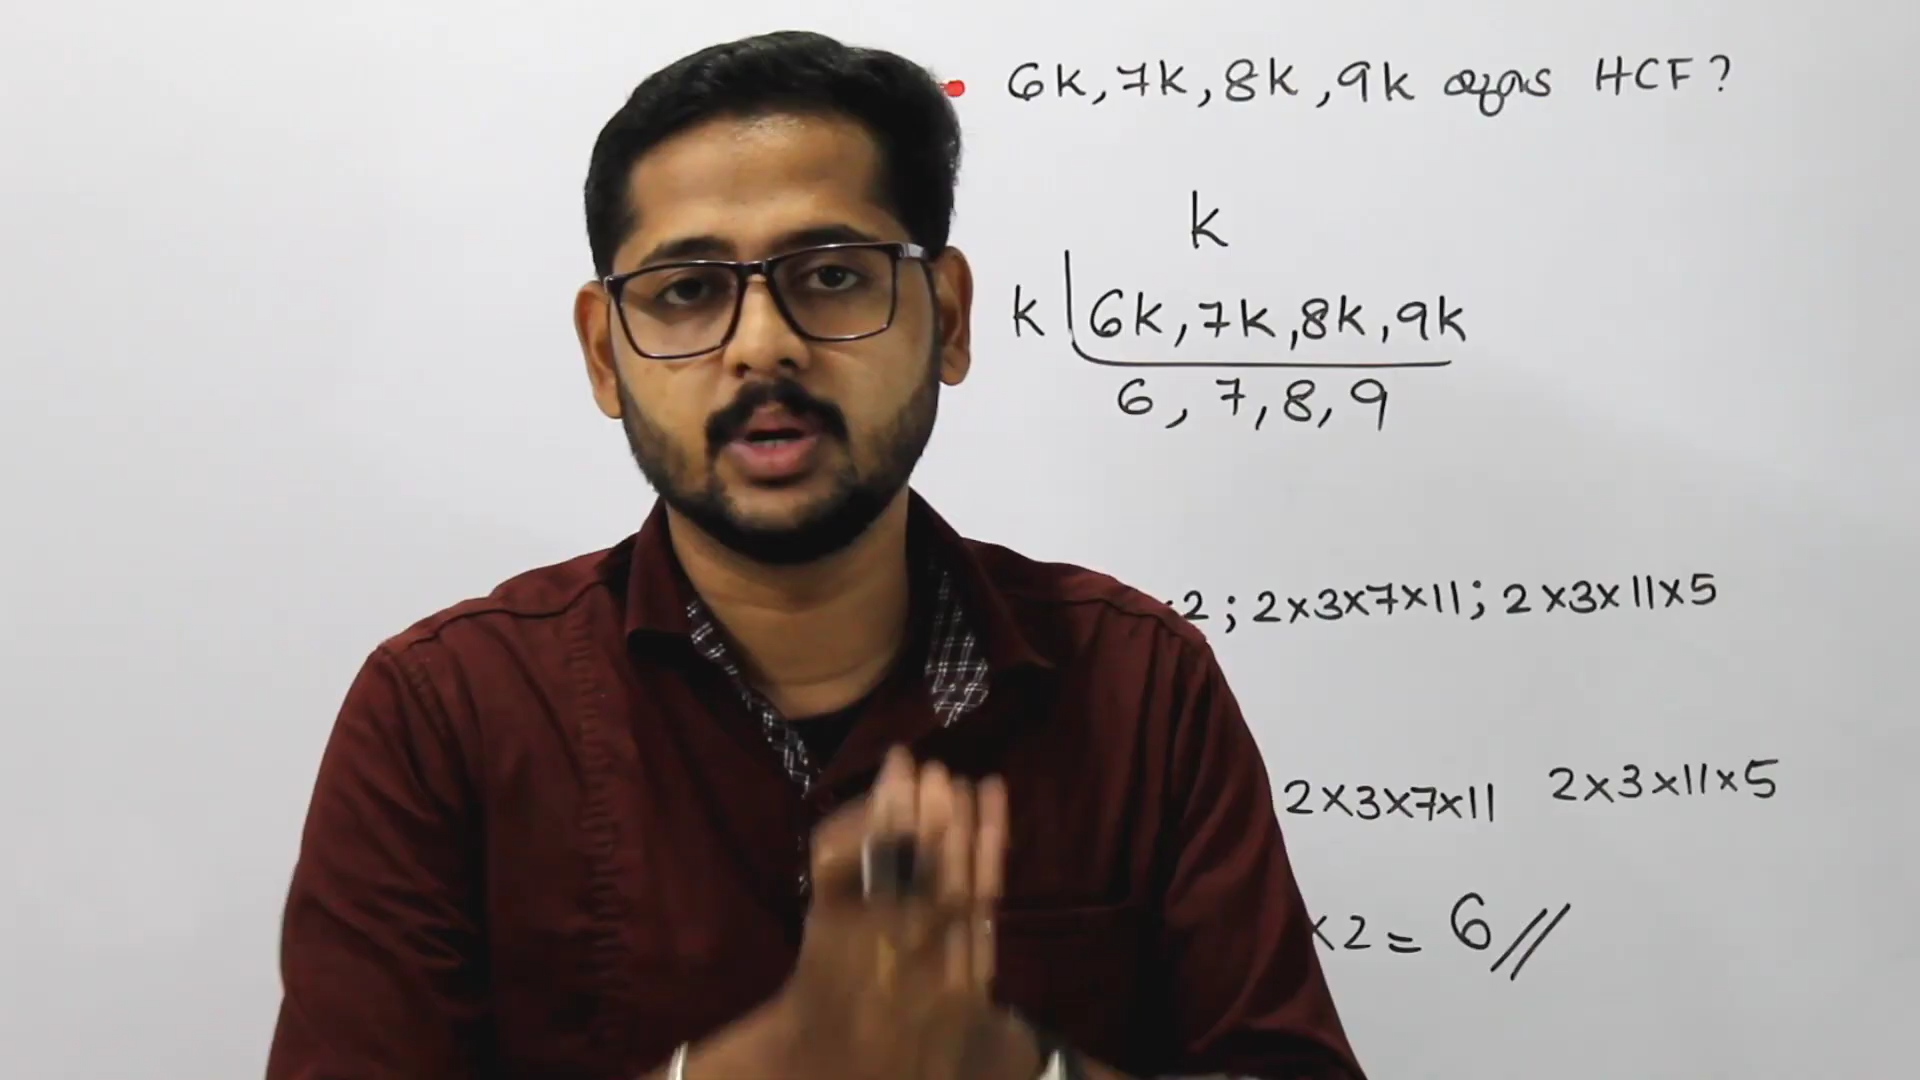 6k, 7k, 8k, 9k യുടെ HCF ?
k
k 6k, 7k, 8k, 9k
6, 7, 8, 9
2 ; 2×3×7×11 ; 2×3×11×5
2×3×7×11 2×3×11×5
×2 = 6 //